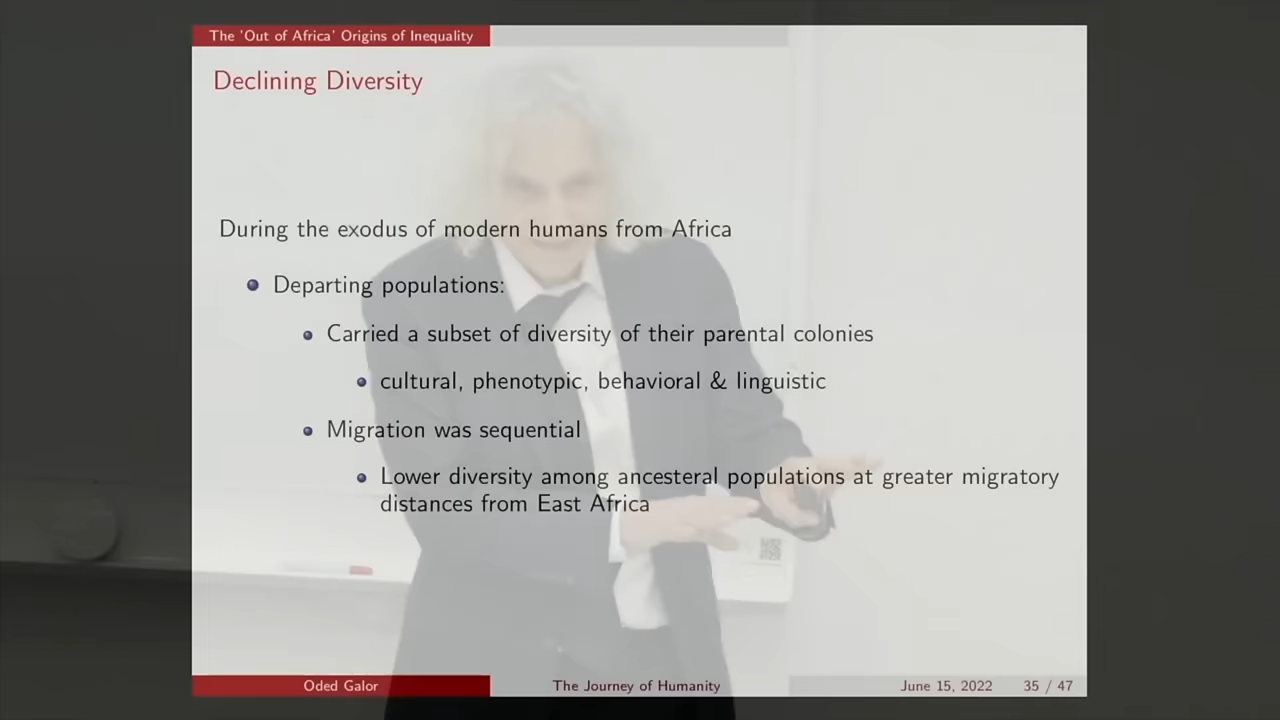 The 'Out of Africa' Origins of Inequality
Declining Diversity
During the exodus of modern humans from Africa
Departing populations:
Carried a subset of diversity of their parental colonies
cultural, phenotypic, behavioral & linguistic
Migration was sequential
Lower diversity among ancesteral populations at greater migratory
distances from East Africa
Oded Galor The Journey of Humanity June 15, 2022 35 / 47